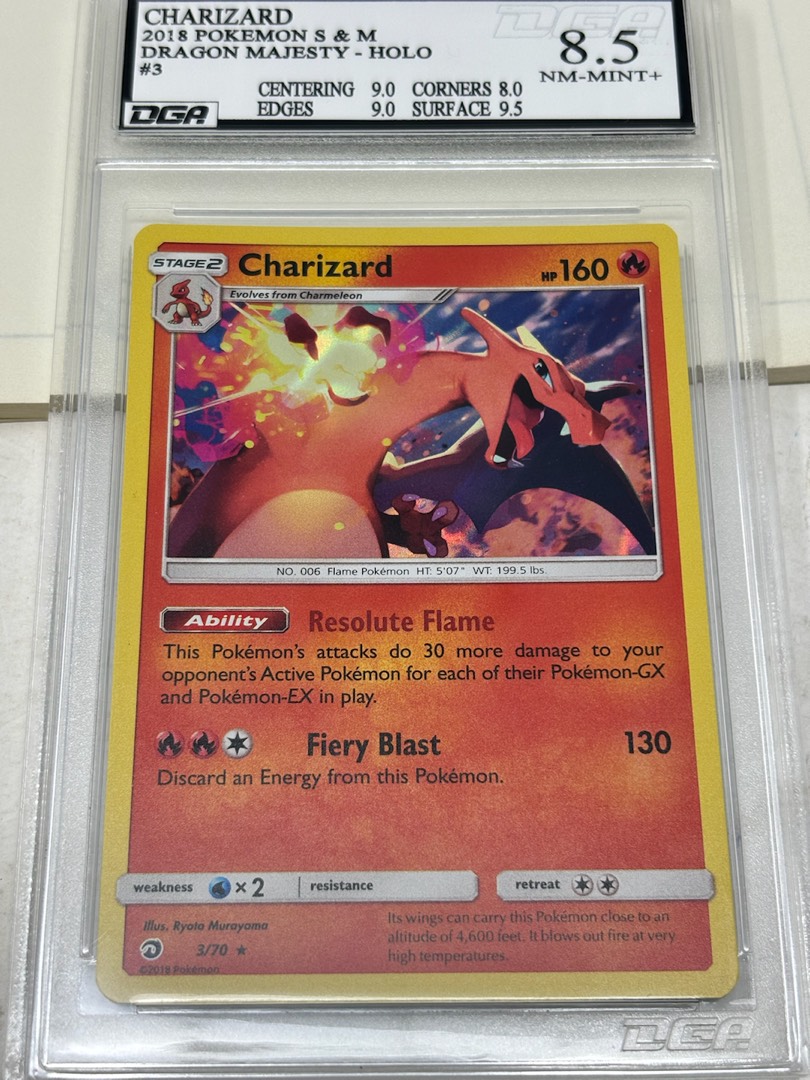 CHARIZARD
2018 POKEMON S & M
DRAGON MAJESTY - HOLO
#3
CENTERING 9.0 CORNERS 8.0
EDGES 9.0 SURFACE 9.5
8.5
NM-MINT+
DGA
DGA
STAGE 2
Charizard
HP 160
Evolves from Charmeleon
NO. 006 Flame Pokémon HT: 5'07" WT: 199.5 lbs.
Ability Resolute Flame
This Pokémon's attacks do 30 more damage to your
opponent's Active Pokémon for each of their Pokémon-GX
and Pokémon-EX in play.
Fiery Blast 130
Discard an Energy from this Pokémon.
weakness ×2 resistance retreat
Illus. Ryota Murayama
3/70 ★
©2018 Pokémon
Its wings can carry this Pokémon close to an
altitude of 4,600 feet. It blows out fire at very
high temperatures.
DGA